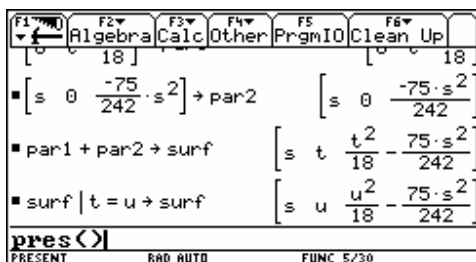 F1 F2 F3 F4 F5 F6
Algebra Calc Other PrgmIO Clean Up
18] 18]
▪[s 0 -75/242·s²]→par2 [s 0 -75·s²/242]
▪par1 + par2→surf [s t t²/18 - 75·s²/242]
▪surf | t = u→surf [s u u²/18 - 75·s²/242]
pres()
PRESENT RAD AUTO FUNC 5/30